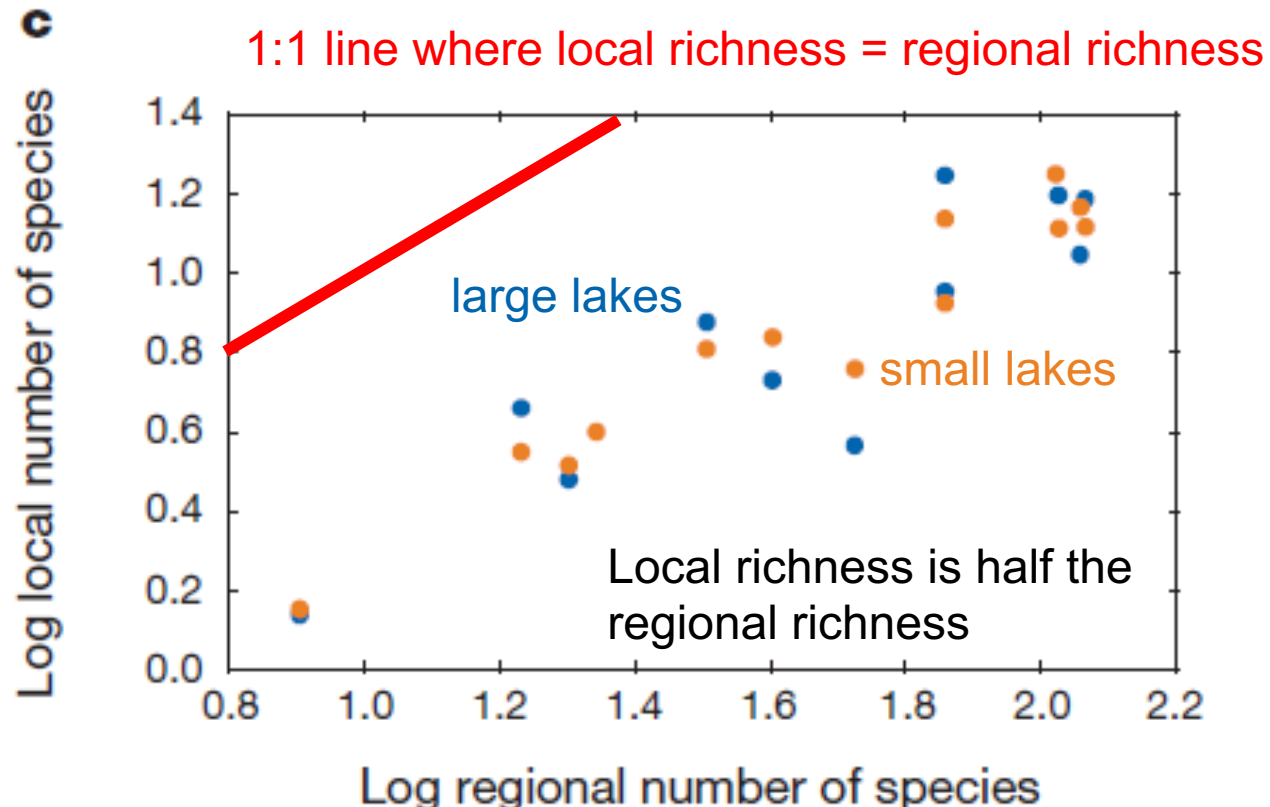 c
1:1 line where local richness = regional richness
Log local number of species
1.4
1.2
1.0
0.8
0.6
0.4
0.2
0.0
large lakes
small lakes
Local richness is half the
regional richness
0.8 1.0 1.2 1.4 1.6 1.8 2.0 2.2
Log regional number of species